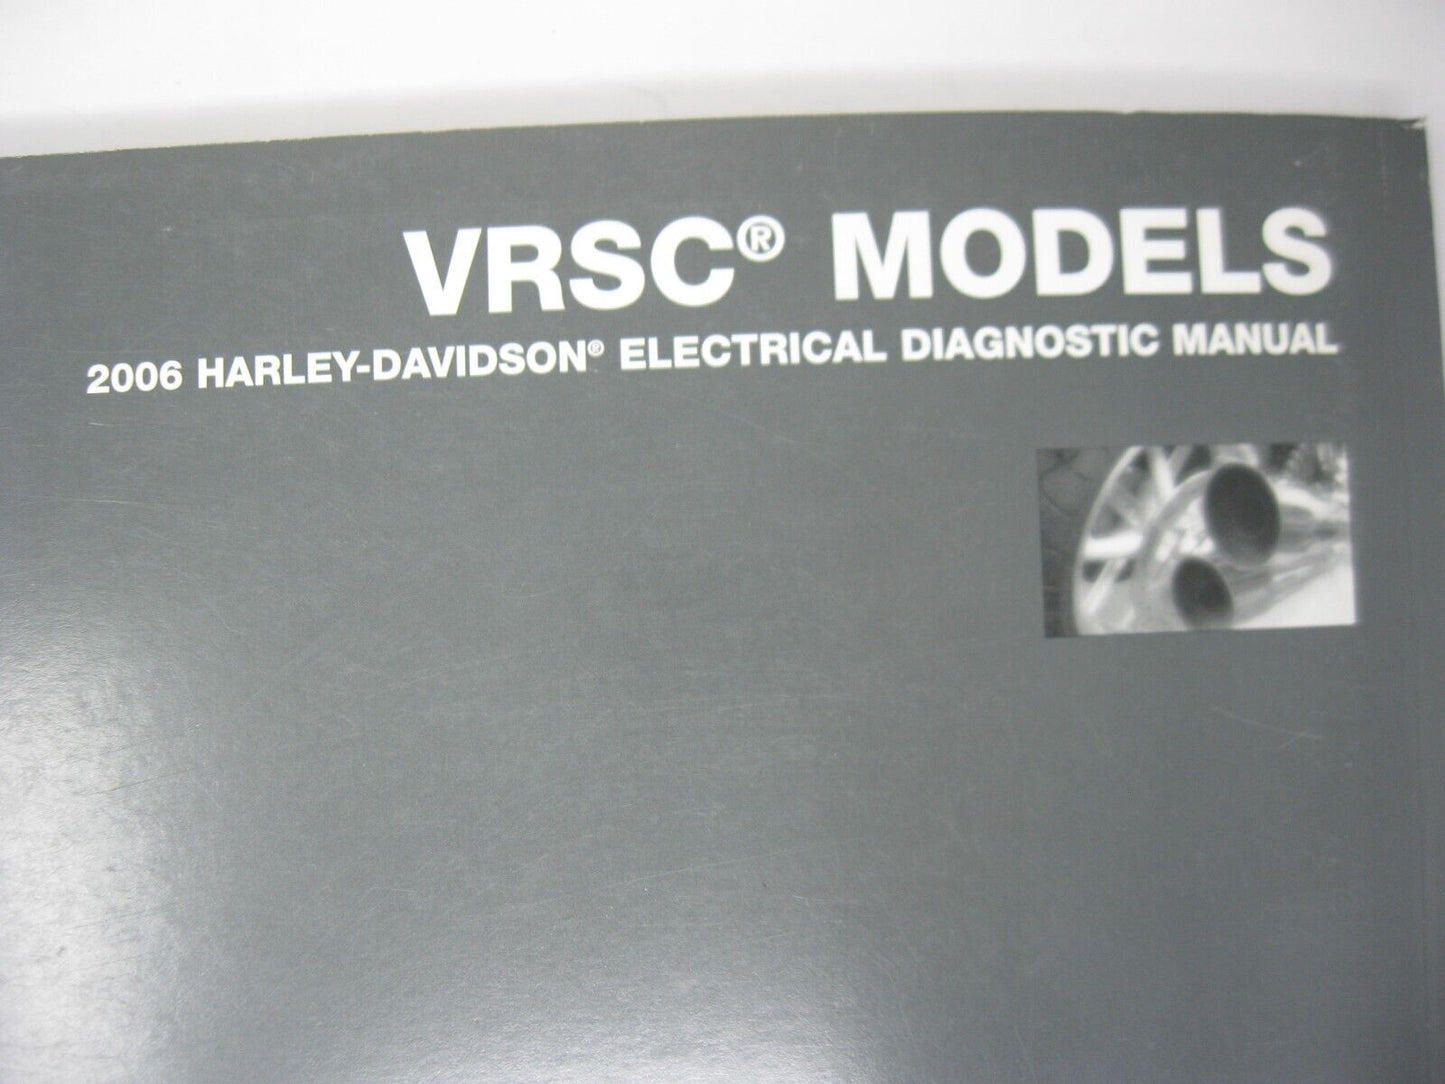 VRSC® MODELS
2006 HARLEY-DAVIDSON® ELECTRICAL DIAGNOSTIC MANUAL